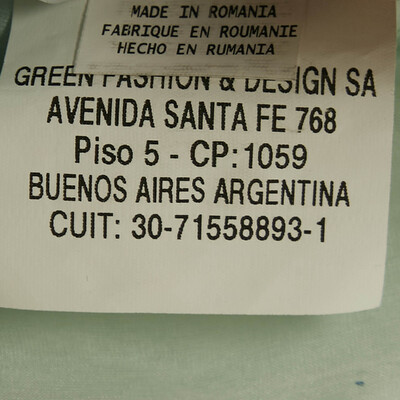 MADE IN ROMANIA
FABRIQUE EN ROUMANIE
HECHO EN RUMANIA
GREEN FASHION & DESIGN SA
AVENIDA SANTA FE 768
Piso 5 - CP:1059
BUENOS AIRES ARGENTINA
CUIT: 30-71558893-1